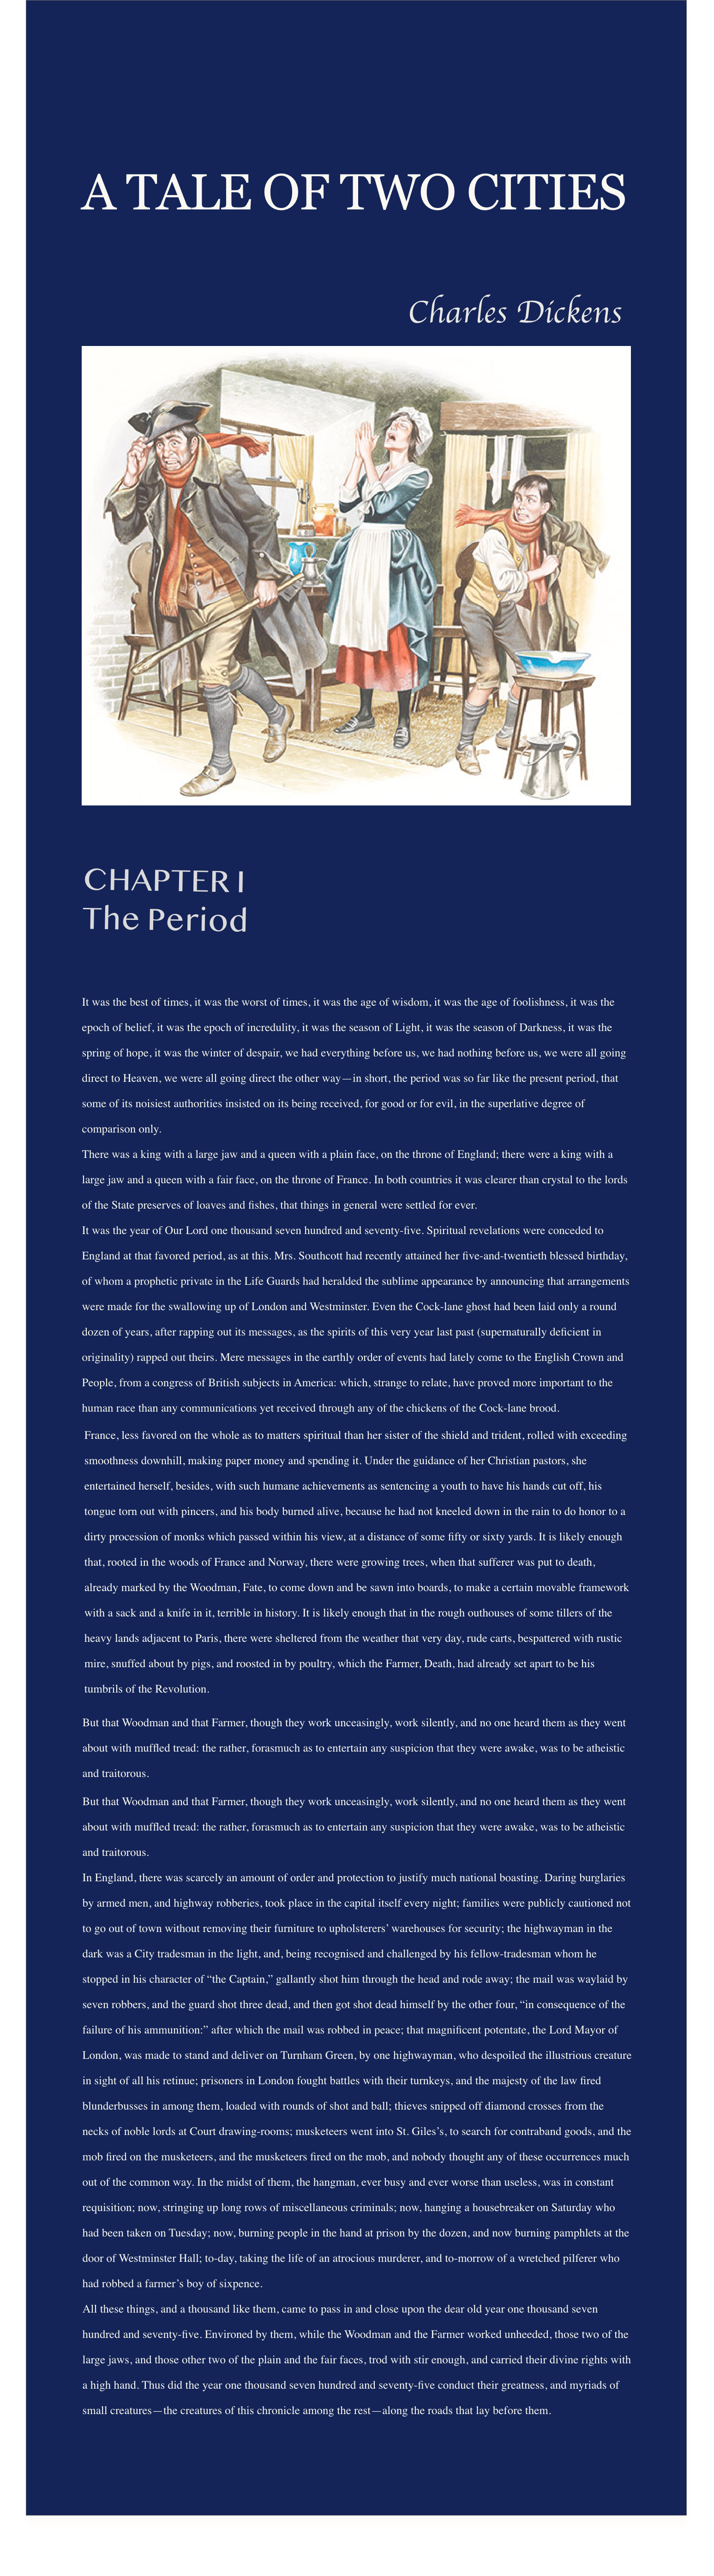 A TALE OF TWO CITIES
Charles Dickens
CHAPTER I
The Period
It was the best of times, it was the worst of times, it was the age of wisdom, it was the age of foolishness, it was the
epoch of belief, it was the epoch of incredulity, it was the season of Light, it was the season of Darkness, it was the
spring of hope, it was the winter of despair, we had everything before us, we had nothing before us, we were all going
direct to Heaven, we were all going direct the other way—in short, the period was so far like the present period, that
some of its noisiest authorities insisted on its being received, for good or for evil, in the superlative degree of
comparison only.
There was a king with a large jaw and a queen with a plain face, on the throne of England; there were a king with a
large jaw and a queen with a fair face, on the throne of France. In both countries it was clearer than crystal to the lords
of the State preserves of loaves and fishes, that things in general were settled for ever.
It was the year of Our Lord one thousand seven hundred and seventy-five. Spiritual revelations were conceded to
England at that favored period, as at this. Mrs. Southcott had recently attained her five-and-twentieth blessed birthday,
of whom a prophetic private in the Life Guards had heralded the sublime appearance by announcing that arrangements
were made for the swallowing up of London and Westminster. Even the Cock-lane ghost had been laid only a round
dozen of years, after rapping out its messages, as the spirits of this very year last past (supernaturally deficient in
originality) rapped out theirs. Mere messages in the earthly order of events had lately come to the English Crown and
People, from a congress of British subjects in America: which, strange to relate, have proved more important to the
human race than any communications yet received through any of the chickens of the Cock-lane brood.
France, less favored on the whole as to matters spiritual than her sister of the shield and trident, rolled with exceeding
smoothness downhill, making paper money and spending it. Under the guidance of her Christian pastors, she
entertained herself, besides, with such humane achievements as sentencing a youth to have his hands cut off, his
tongue torn out with pincers, and his body burned alive, because he had not kneeled down in the rain to do honor to a
dirty procession of monks which passed within his view, at a distance of some fifty or sixty yards. It is likely enough
that, rooted in the woods of France and Norway, there were growing trees, when that sufferer was put to death,
already marked by the Woodman, Fate, to come down and be sawn into boards, to make a certain movable framework
with a sack and a knife in it, terrible in history. It is likely enough that in the rough outhouses of some tillers of the
heavy lands adjacent to Paris, there were sheltered from the weather that very day, rude carts, bespattered with rustic
mire, snuffed about by pigs, and roosted in by poultry, which the Farmer, Death, had already set apart to be his
tumbrils of the Revolution.
But that Woodman and that Farmer, though they work unceasingly, work silently, and no one heard them as they went
about with muffled tread: the rather, forasmuch as to entertain any suspicion that they were awake, was to be atheistic
and traitorous.
But that Woodman and that Farmer, though they work unceasingly, work silently, and no one heard them as they went
about with muffled tread: the rather, forasmuch as to entertain any suspicion that they were awake, was to be atheistic
and traitorous.
In England, there was scarcely an amount of order and protection to justify much national boasting. Daring burglaries
by armed men, and highway robberies, took place in the capital itself every night; families were publicly cautioned not
to go out of town without removing their furniture to upholsterers’ warehouses for security; the highwayman in the
dark was a City tradesman in the light, and, being recognised and challenged by his fellow-tradesman whom he
stopped in his character of “the Captain,” gallantly shot him through the head and rode away; the mail was waylaid by
seven robbers, and the guard shot three dead, and then got shot dead himself by the other four, “in consequence of the
failure of his ammunition:” after which the mail was robbed in peace; that magnificent potentate, the Lord Mayor of
London, was made to stand and deliver on Turnham Green, by one highwayman, who despoiled the illustrious creature
in sight of all his retinue; prisoners in London fought battles with their turnkeys, and the majesty of the law fired
blunderbusses in among them, loaded with rounds of shot and ball; thieves snipped off diamond crosses from the
necks of noble lords at Court drawing-rooms; musketeers went into St. Giles’s, to search for contraband goods, and the
mob fired on the musketeers, and the musketeers fired on the mob, and nobody thought any of these occurrences much
out of the common way. In the midst of them, the hangman, ever busy and ever worse than useless, was in constant
requisition; now, stringing up long rows of miscellaneous criminals; now, hanging a housebreaker on Saturday who
had been taken on Tuesday; now, burning people in the hand at prison by the dozen, and now burning pamphlets at the
door of Westminster Hall; to-day, taking the life of an atrocious murderer, and to-morrow of a wretched pilferer who
had robbed a farmer’s boy of sixpence.
All these things, and a thousand like them, came to pass in and close upon the dear old year one thousand seven
hundred and seventy-five. Environed by them, while the Woodman and the Farmer worked unheeded, those two of the
large jaws, and those other two of the plain and the fair faces, trod with stir enough, and carried their divine rights with
a high hand. Thus did the year one thousand seven hundred and seventy-five conduct their greatness, and myriads of
small creatures—the creatures of this chronicle among the rest—along the roads that lay before them.